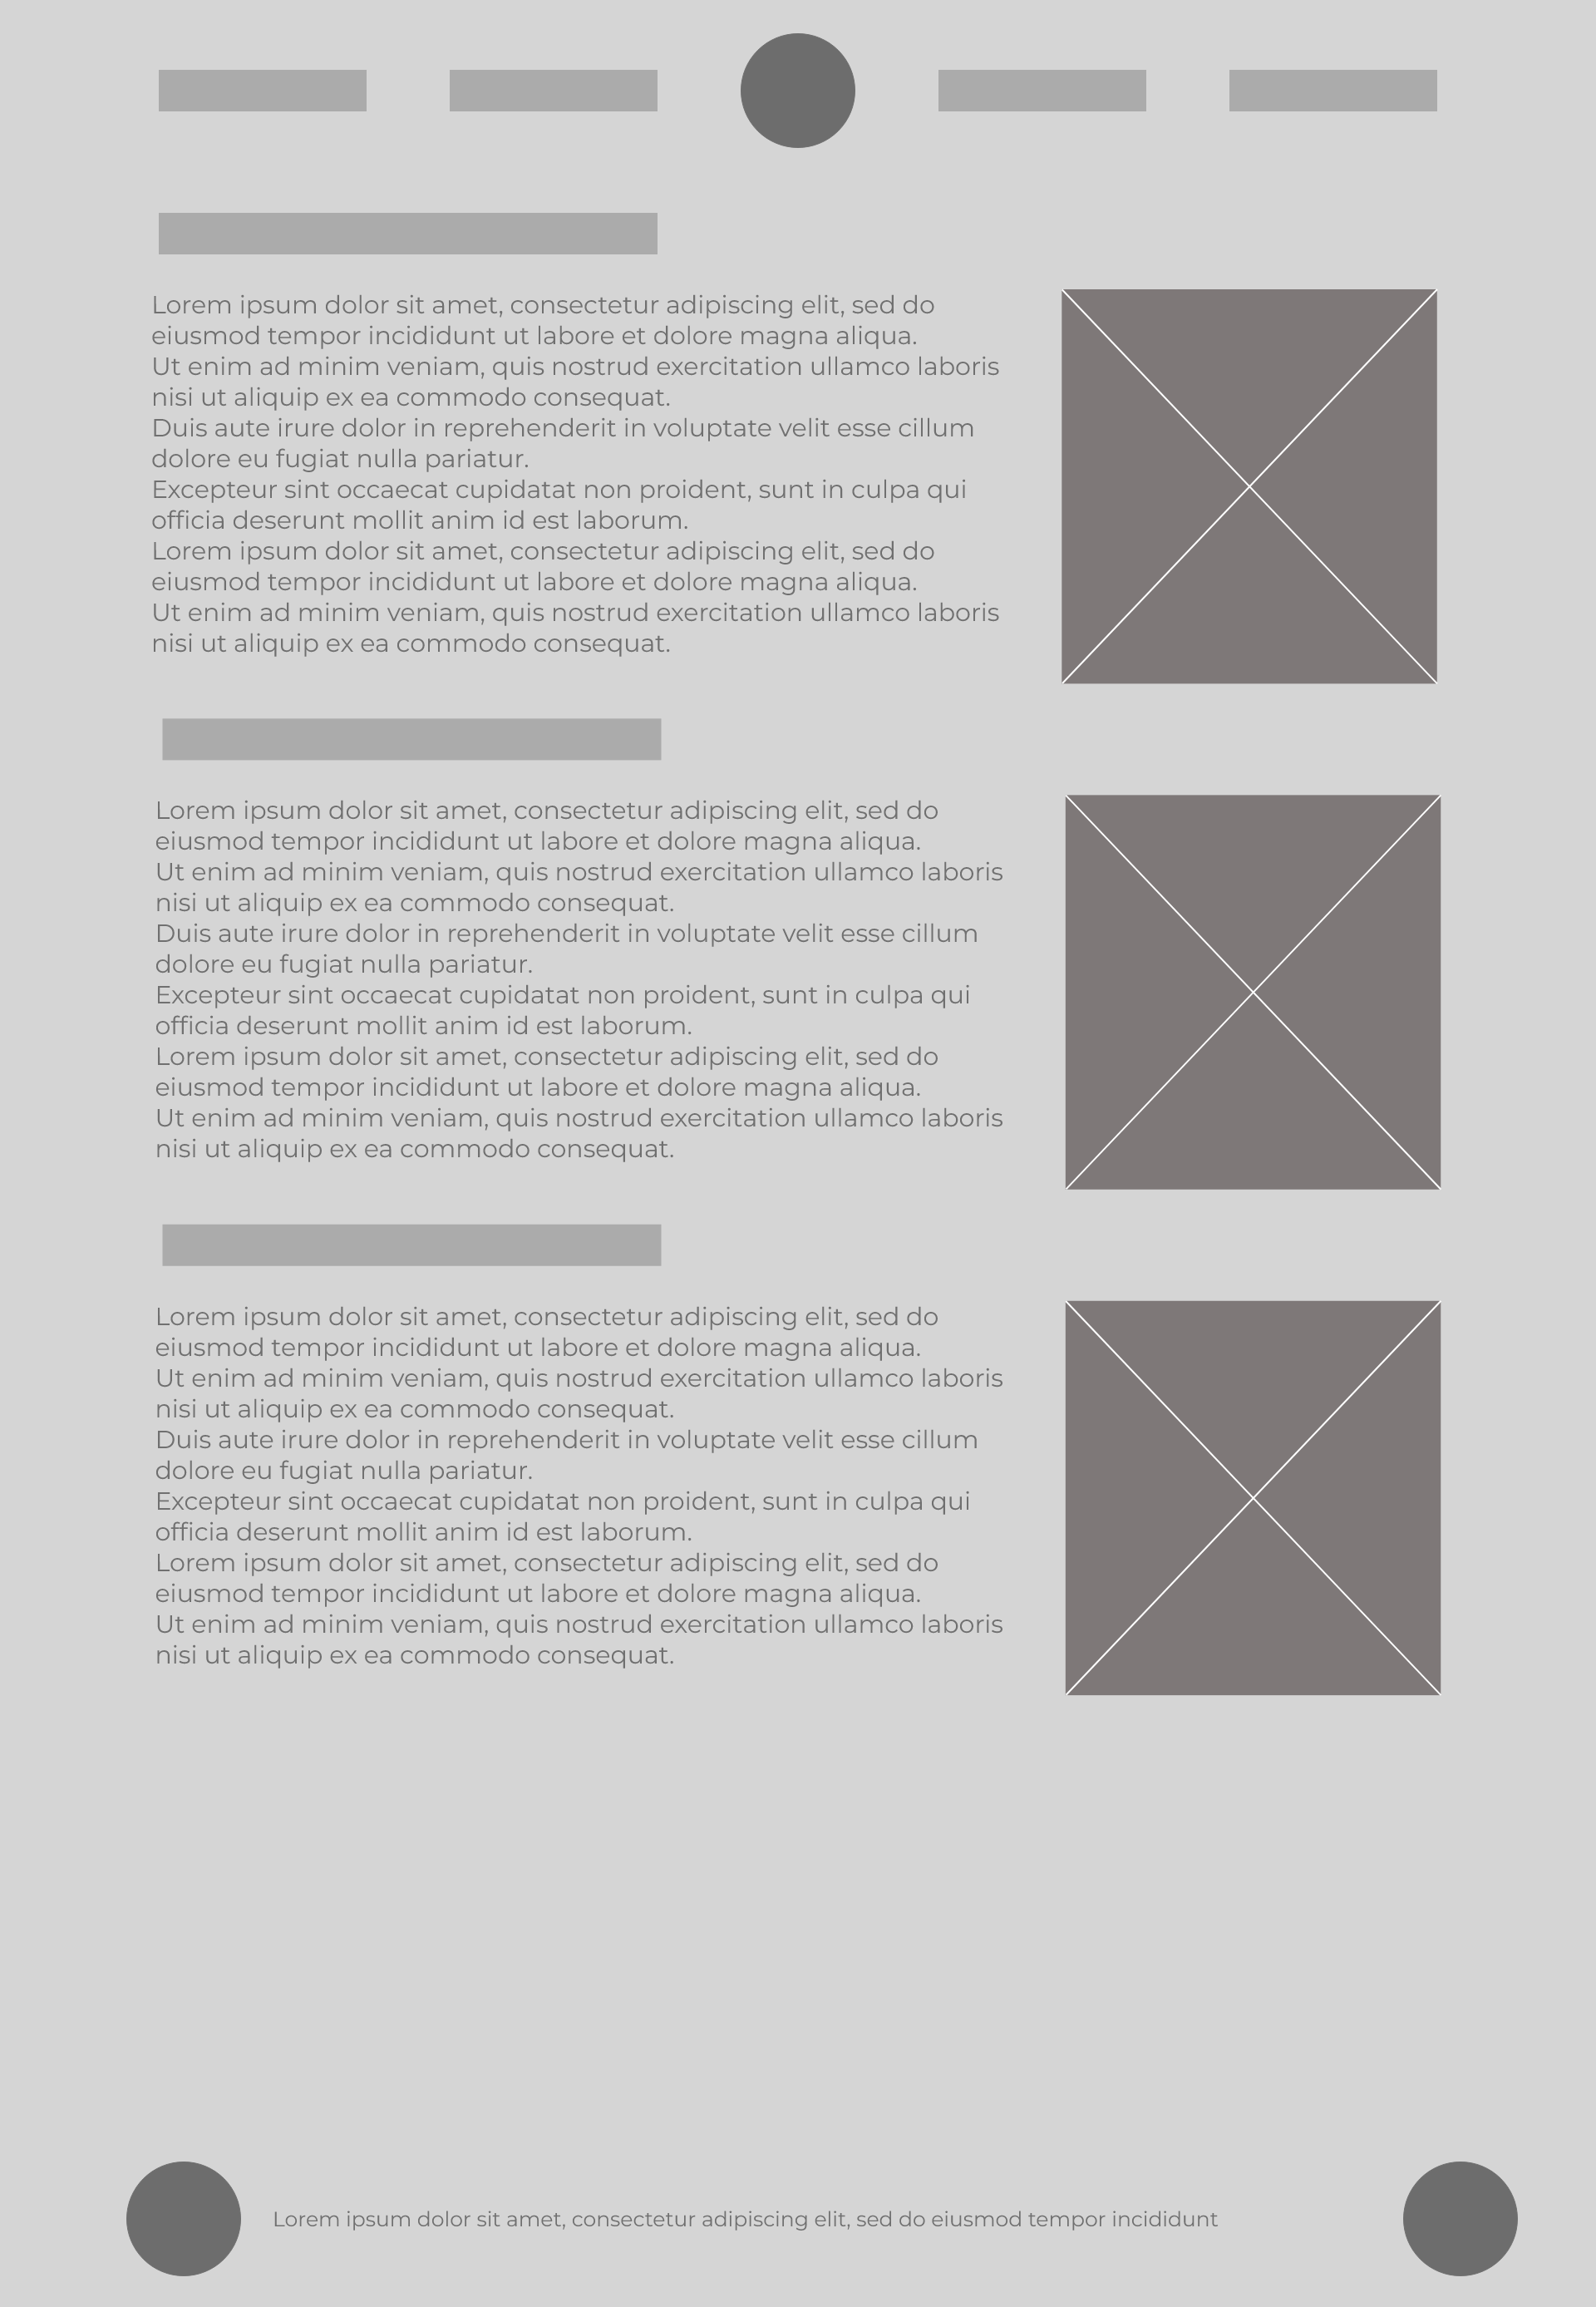 Lorem ipsum dolor sit amet, consectetur adipiscing elit, sed do
eiusmod tempor incididunt ut labore et dolore magna aliqua.
Ut enim ad minim veniam, quis nostrud exercitation ullamco laboris
nisi ut aliquip ex ea commodo consequat.
Duis aute irure dolor in reprehenderit in voluptate velit esse cillum
dolore eu fugiat nulla pariatur.
Excepteur sint occaecat cupidatat non proident, sunt in culpa qui
officia deserunt mollit anim id est laborum.
Lorem ipsum dolor sit amet, consectetur adipiscing elit, sed do
eiusmod tempor incididunt ut labore et dolore magna aliqua.
Ut enim ad minim veniam, quis nostrud exercitation ullamco laboris
nisi ut aliquip ex ea commodo consequat.
Lorem ipsum dolor sit amet, consectetur adipiscing elit, sed do
eiusmod tempor incididunt ut labore et dolore magna aliqua.
Ut enim ad minim veniam, quis nostrud exercitation ullamco laboris
nisi ut aliquip ex ea commodo consequat.
Duis aute irure dolor in reprehenderit in voluptate velit esse cillum
dolore eu fugiat nulla pariatur.
Excepteur sint occaecat cupidatat non proident, sunt in culpa qui
officia deserunt mollit anim id est laborum.
Lorem ipsum dolor sit amet, consectetur adipiscing elit, sed do
eiusmod tempor incididunt ut labore et dolore magna aliqua.
Ut enim ad minim veniam, quis nostrud exercitation ullamco laboris
nisi ut aliquip ex ea commodo consequat.
Lorem ipsum dolor sit amet, consectetur adipiscing elit, sed do
eiusmod tempor incididunt ut labore et dolore magna aliqua.
Ut enim ad minim veniam, quis nostrud exercitation ullamco laboris
nisi ut aliquip ex ea commodo consequat.
Duis aute irure dolor in reprehenderit in voluptate velit esse cillum
dolore eu fugiat nulla pariatur.
Excepteur sint occaecat cupidatat non proident, sunt in culpa qui
officia deserunt mollit anim id est laborum.
Lorem ipsum dolor sit amet, consectetur adipiscing elit, sed do
eiusmod tempor incididunt ut labore et dolore magna aliqua.
Ut enim ad minim veniam, quis nostrud exercitation ullamco laboris
nisi ut aliquip ex ea commodo consequat.
Lorem ipsum dolor sit amet, consectetur adipiscing elit, sed do eiusmod tempor incididunt